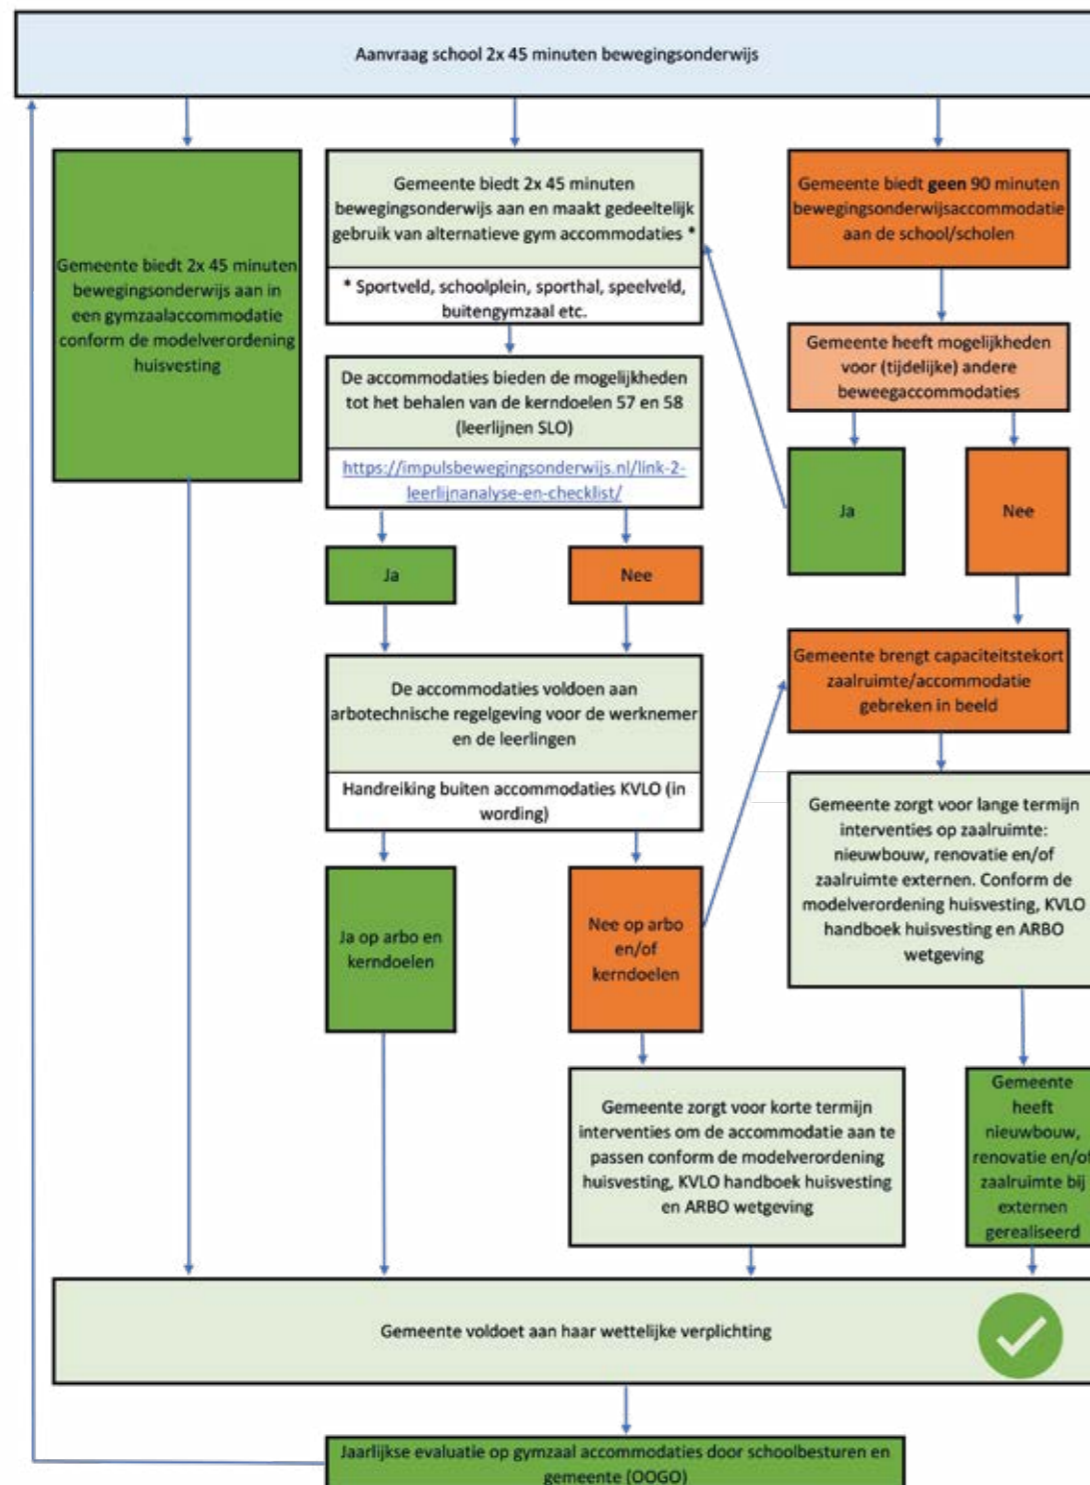 Aanvraag school 2x 45 minuten bewegingsonderwijs
Gemeente biedt 2x 45 minuten
bewegingsonderwijs aan in
een gymzaalaccommodatie
conform de modelverordening
huisvesting
Gemeente biedt 2x 45 minuten
bewegingsonderwijs aan en maakt gedeeltelijk
gebruik van alternatieve gym accommodaties *
* Sportveld, schoolplein, sporthal, speelveld,
buitengymzaal etc.
De accommodaties bieden de mogelijkheden
tot het behalen van de kerndoelen 57 en 58
(leerlijnen SLO)
https://impulsbewegingsonderwijs.nl/link-2-
leerlijnanalyse-en-checklist/
Ja
Nee
De accommodaties voldoen aan
arbotechnische regelgeving voor de werknemer
en de leerlingen
Handreiking buiten accommodaties KVLO (in
wording)
Ja op arbo en
kerndoelen
Nee op arbo
en/of
kerndoelen
Gemeente zorgt voor korte termijn
interventies om de accommodatie aan te
passen conform de modelverordening
huisvesting, KVLO handboek huisvesting
en ARBO wetgeving
Gemeente biedt geen 90 minuten
bewegingsonderwijsaccommodatie
aan de school/scholen
Gemeente heeft mogelijkheden
voor (tijdelijke) andere
beweegaccommodaties
Ja
Nee
Gemeente brengt capaciteitstekort
zaalruimte/accommodatie
gebreken in beeld
Gemeente zorgt voor lange termijn
interventies op zaalruimte:
nieuwbouw, renovatie en/of
zaalruimte externen. Conform de
modelverordening huisvesting, KVLO
handboek huisvesting en ARBO
wetgeving
Gemeente
heeft
nieuwbouw,
renovatie en/of
zaalruimte bij
externen
gerealiseerd
Gemeente voldoet aan haar wettelijke verplichting
Jaarlijkse evaluatie op gymzaal accommodaties door schoolbesturen en
gemeente (OOGO)